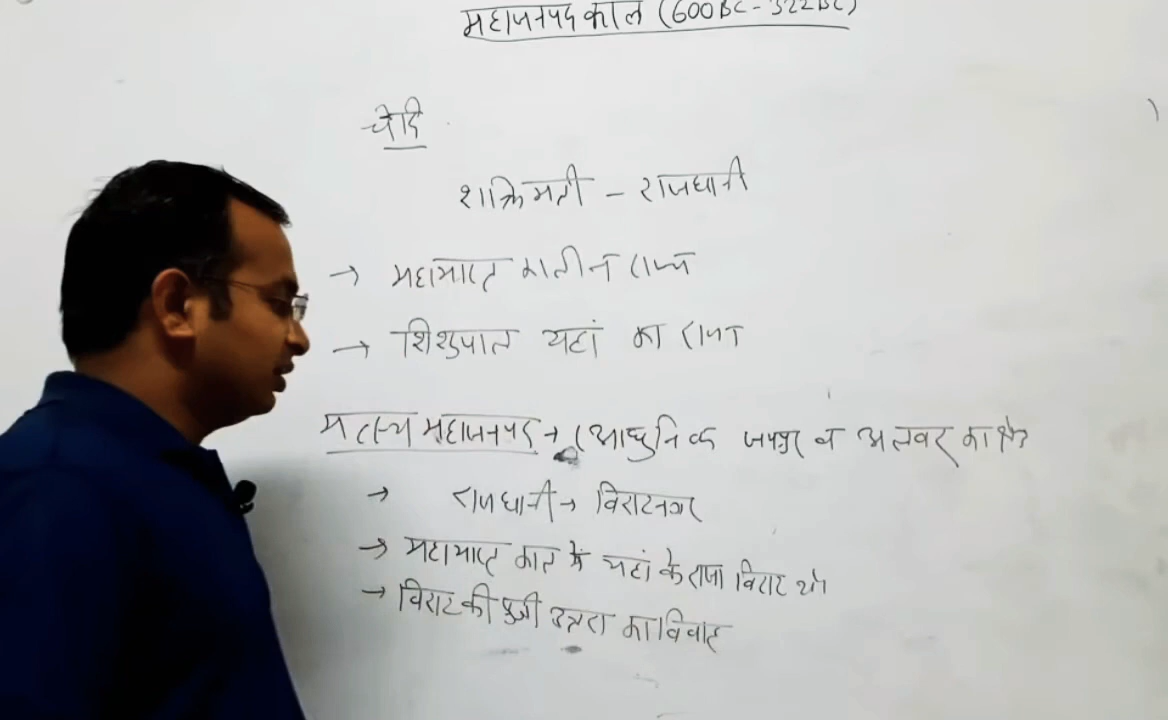 महाजनपद काल (600BC - 322BC)
चेदि
शक्तिमती - राजधानी
→ महाभारत कालीन राज्य
→ शिशुपाल यहां का राजा
मत्स्य महाजनपद → (आधुनिक जयपुर व अलवर का क्षेत्र
→ राजधानी → विराटनगर
→ महाभारत काल में यहां के राजा विराट थे।
→ विराट की पुत्री उत्तरा का विवाह